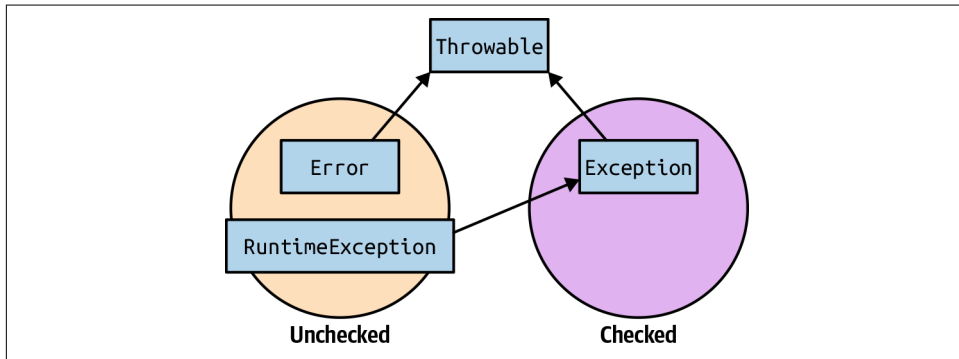 Throwable
Error
Exception
RuntimeException
Unchecked
Checked